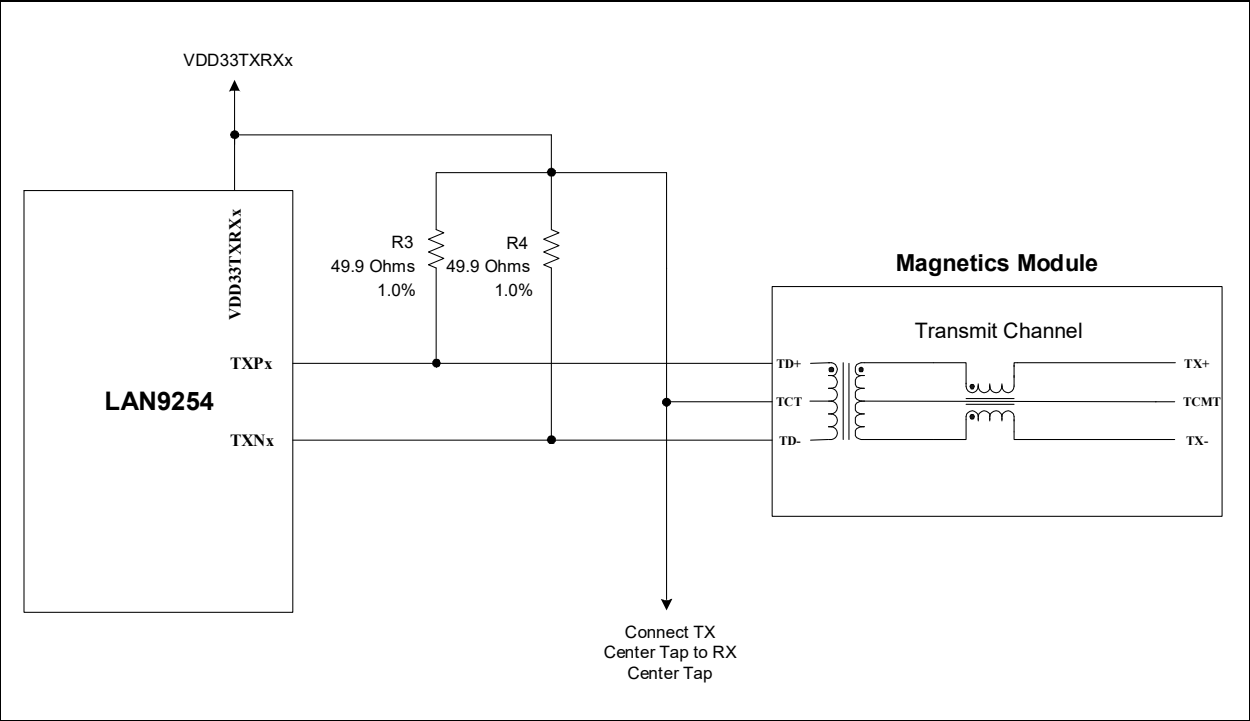 VDD33TXRXx
VDD33TXRXx
R3
49.9 Ohms
1.0%
R4
49.9 Ohms
1.0%
Magnetics Module
Transmit Channel
TXPx
TD+
TX+
LAN9254
TCT
TCMT
TXNx
TD-
TX-
Connect TX
Center Tap to RX
Center Tap